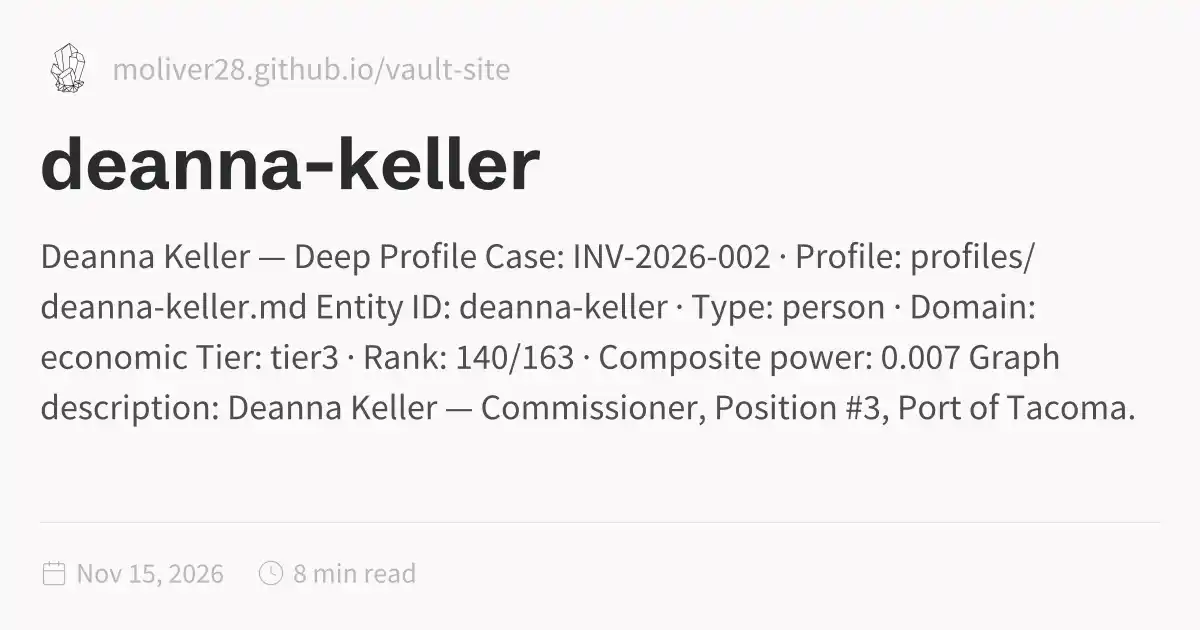 moliver28.github.io/vault-site
deanna-keller
Deanna Keller — Deep Profile Case: INV-2026-002 · Profile: profiles/
deanna-keller.md Entity ID: deanna-keller · Type: person · Domain:
economic Tier: tier3 · Rank: 140/163 · Composite power: 0.007 Graph
description: Deanna Keller — Commissioner, Position #3, Port of Tacoma.
Nov 15, 2026 8 min read